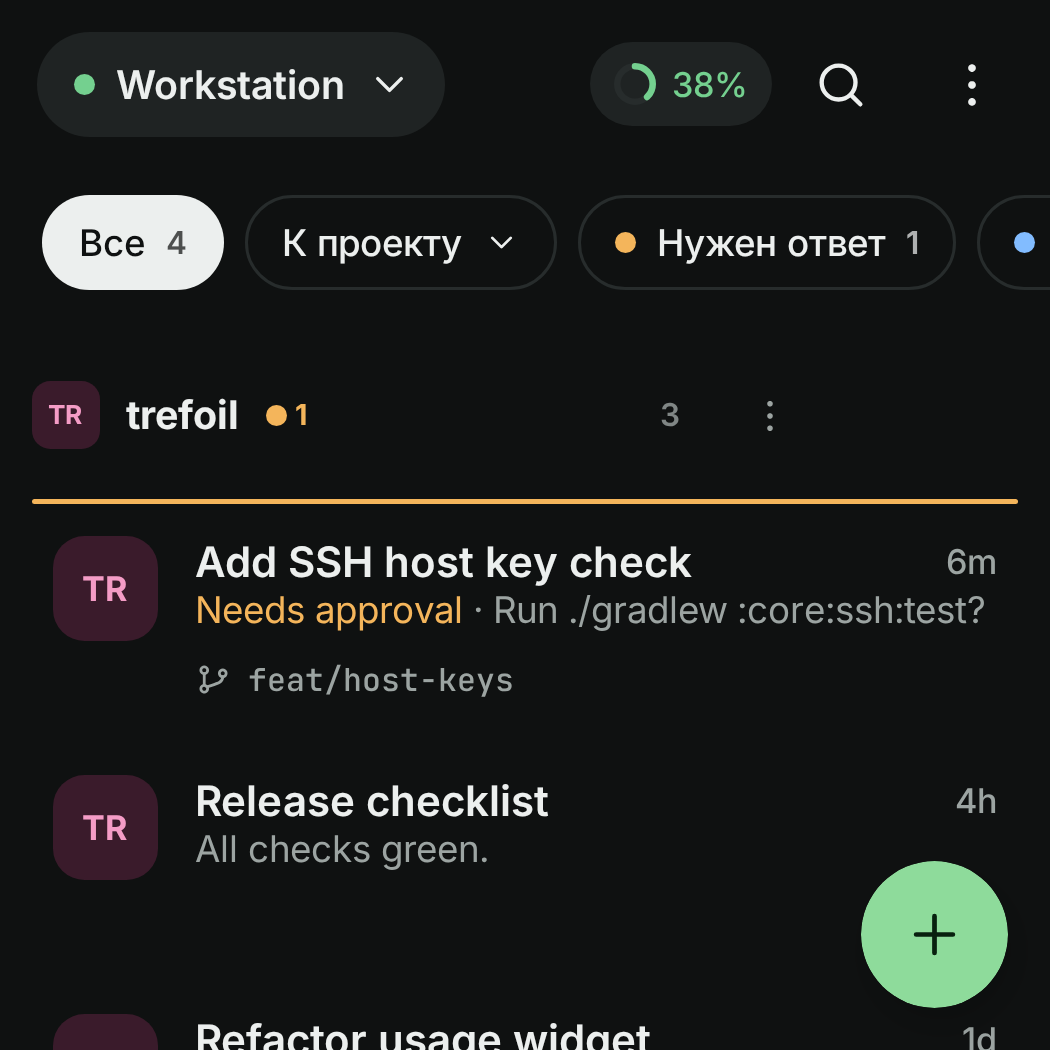 Workstation 38%
Все 4 К проекту Нужен ответ 1
TR trefoil 1 3
TR Add SSH host key check 6m
Needs approval · Run ./gradlew :core:ssh:test?
feat/host-keys
TR Release checklist 4h
All checks green.
Refactor usage widget 1d